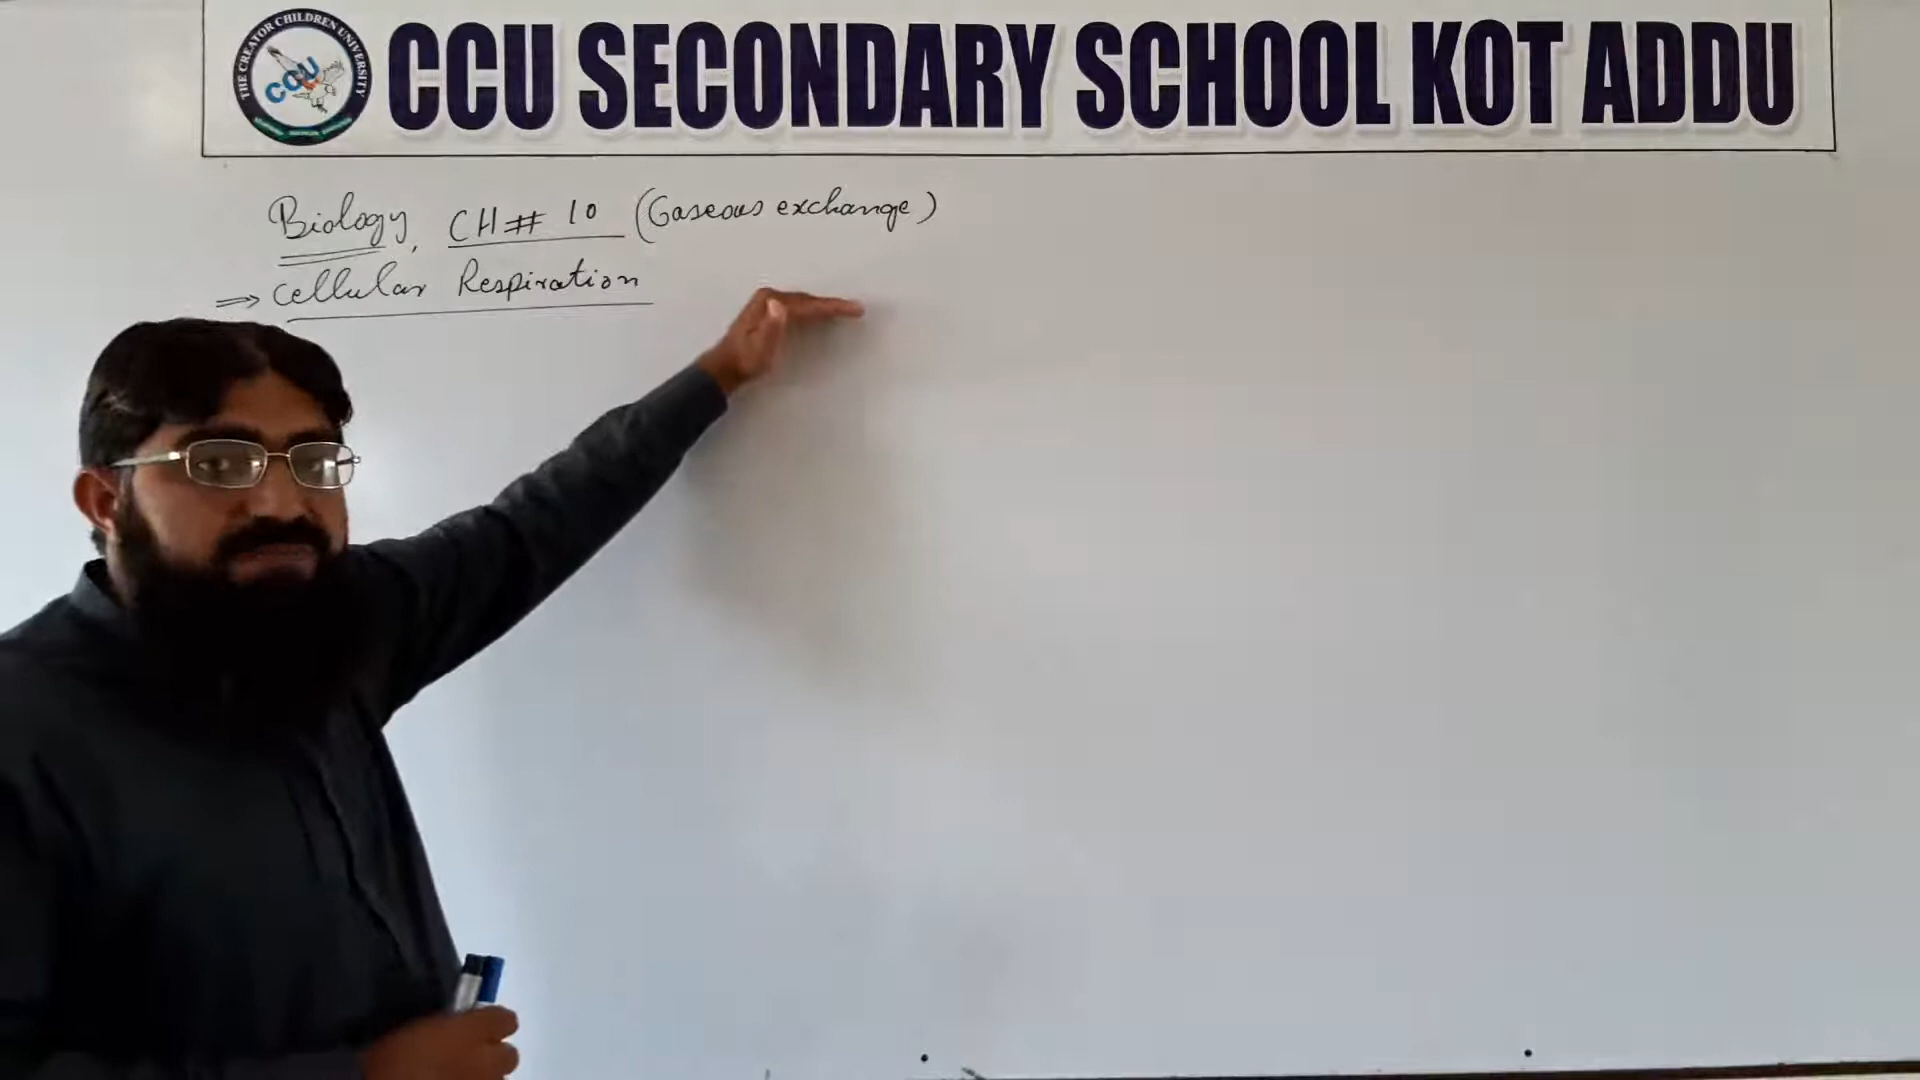 THE CREATOR CHILDREN UNIVERSITY
CCU
CCU SECONDARY SCHOOL KOT ADDU
Biology, CH# 10 (Gaseous exchange)
⇒ Cellular Respiration